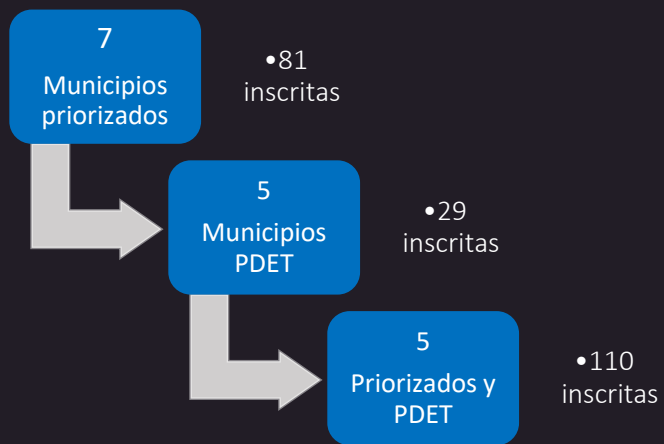 7
Municipios
priorizados
•81
inscritas
5
Municipios
PDET
•29
inscritas
5
Priorizados y
PDET
•110
inscritas